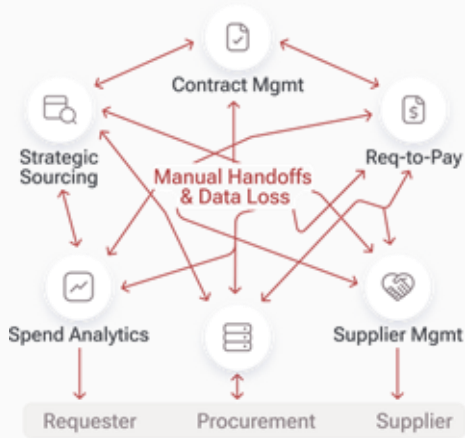 Contract Mgmt
Strategic
Sourcing
Req-to-Pay
Manual Handoffs
& Data Loss
Spend Analytics
Supplier Mgmt
Requester
Procurement
Supplier